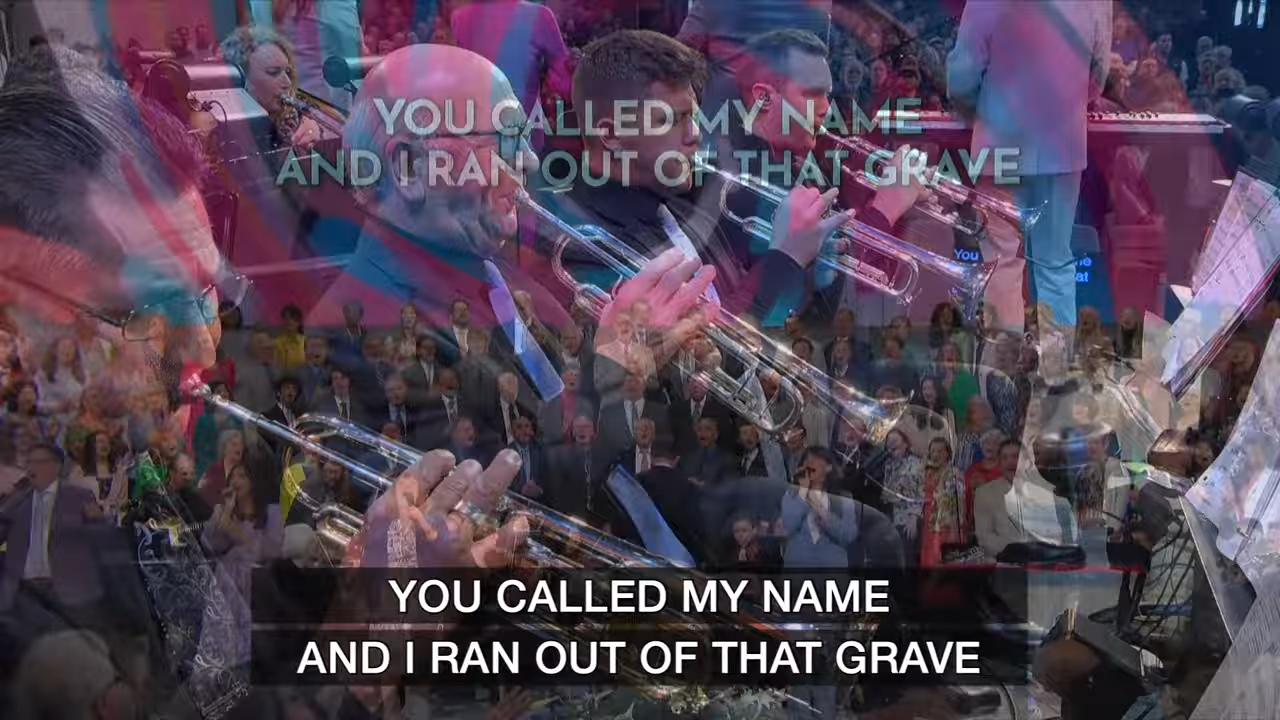 YOU CALLED MY NAME
AND I RAN OUT OF THAT GRAVE
You
YOU CALLED MY NAME
AND I RAN OUT OF THAT GRAVE